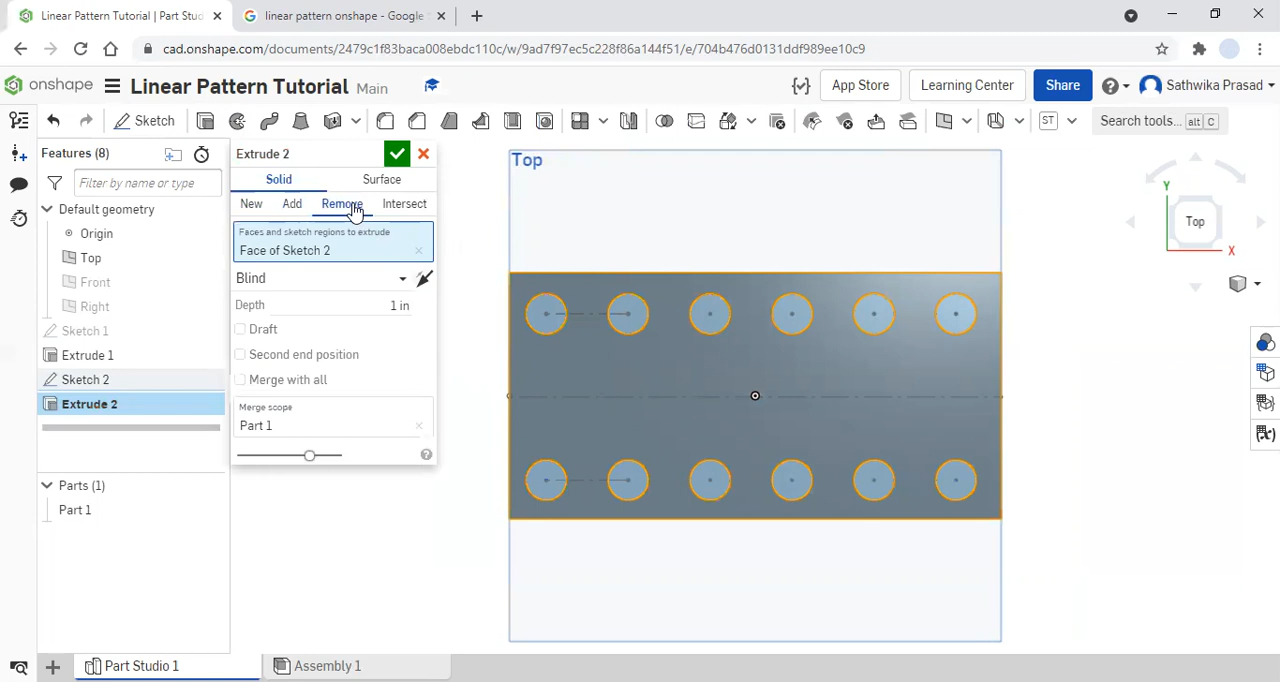 Linear Pattern Tutorial | Part Stu
linear pattern onshape - Google
cad.onshape.com/documents/2479c1f83baca008ebdc110c/w/9ad7f97ec5c228f86a144f51/e/704b476d0131ddf989ee10c9
onshape Linear Pattern Tutorial Main App Store Learning Center Share Sathwika Prasad
Sketch ST Search tools... alt C
Features (8)
Filter by name or type
Default geometry
Origin
Top
Front
Right
Sketch 1
Extrude 1
Sketch 2
Extrude 2
Parts (1)
Part 1
Extrude 2
Solid Surface
New Add Remove Intersect
Faces and sketch regions to extrude
Face of Sketch 2
Blind
Depth 1 in
Draft
Second end position
Merge with all
Merge scope
Part 1
Top
Y
Top
X
Part Studio 1 Assembly 1